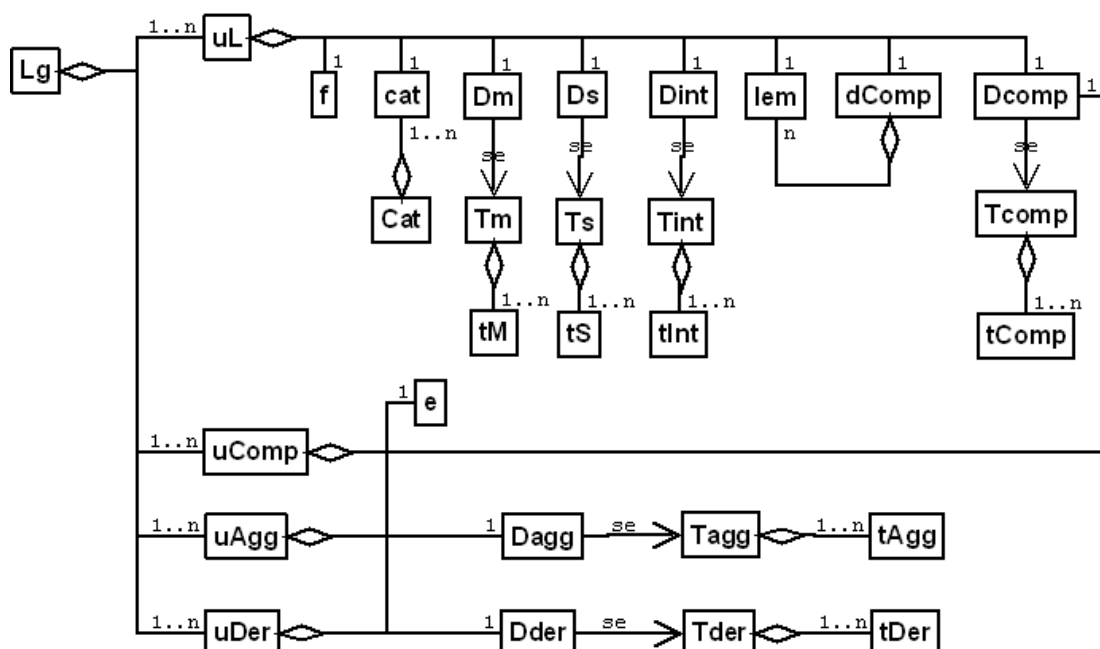 1..n uL
Lg
1 1 1 1 1 1 1 1
f cat Dm Ds Dint lem dComp Dcomp 1
1..n n
se se se se
Cat Tm Ts Tint Tcomp
1..n 1..n 1..n 1..n
tM tS tInt tComp
1 e
1..n uComp
1..n uAgg 1 Dagg se Tagg 1..n tAgg
1..n uDer 1 Dder se Tder 1..n tDer